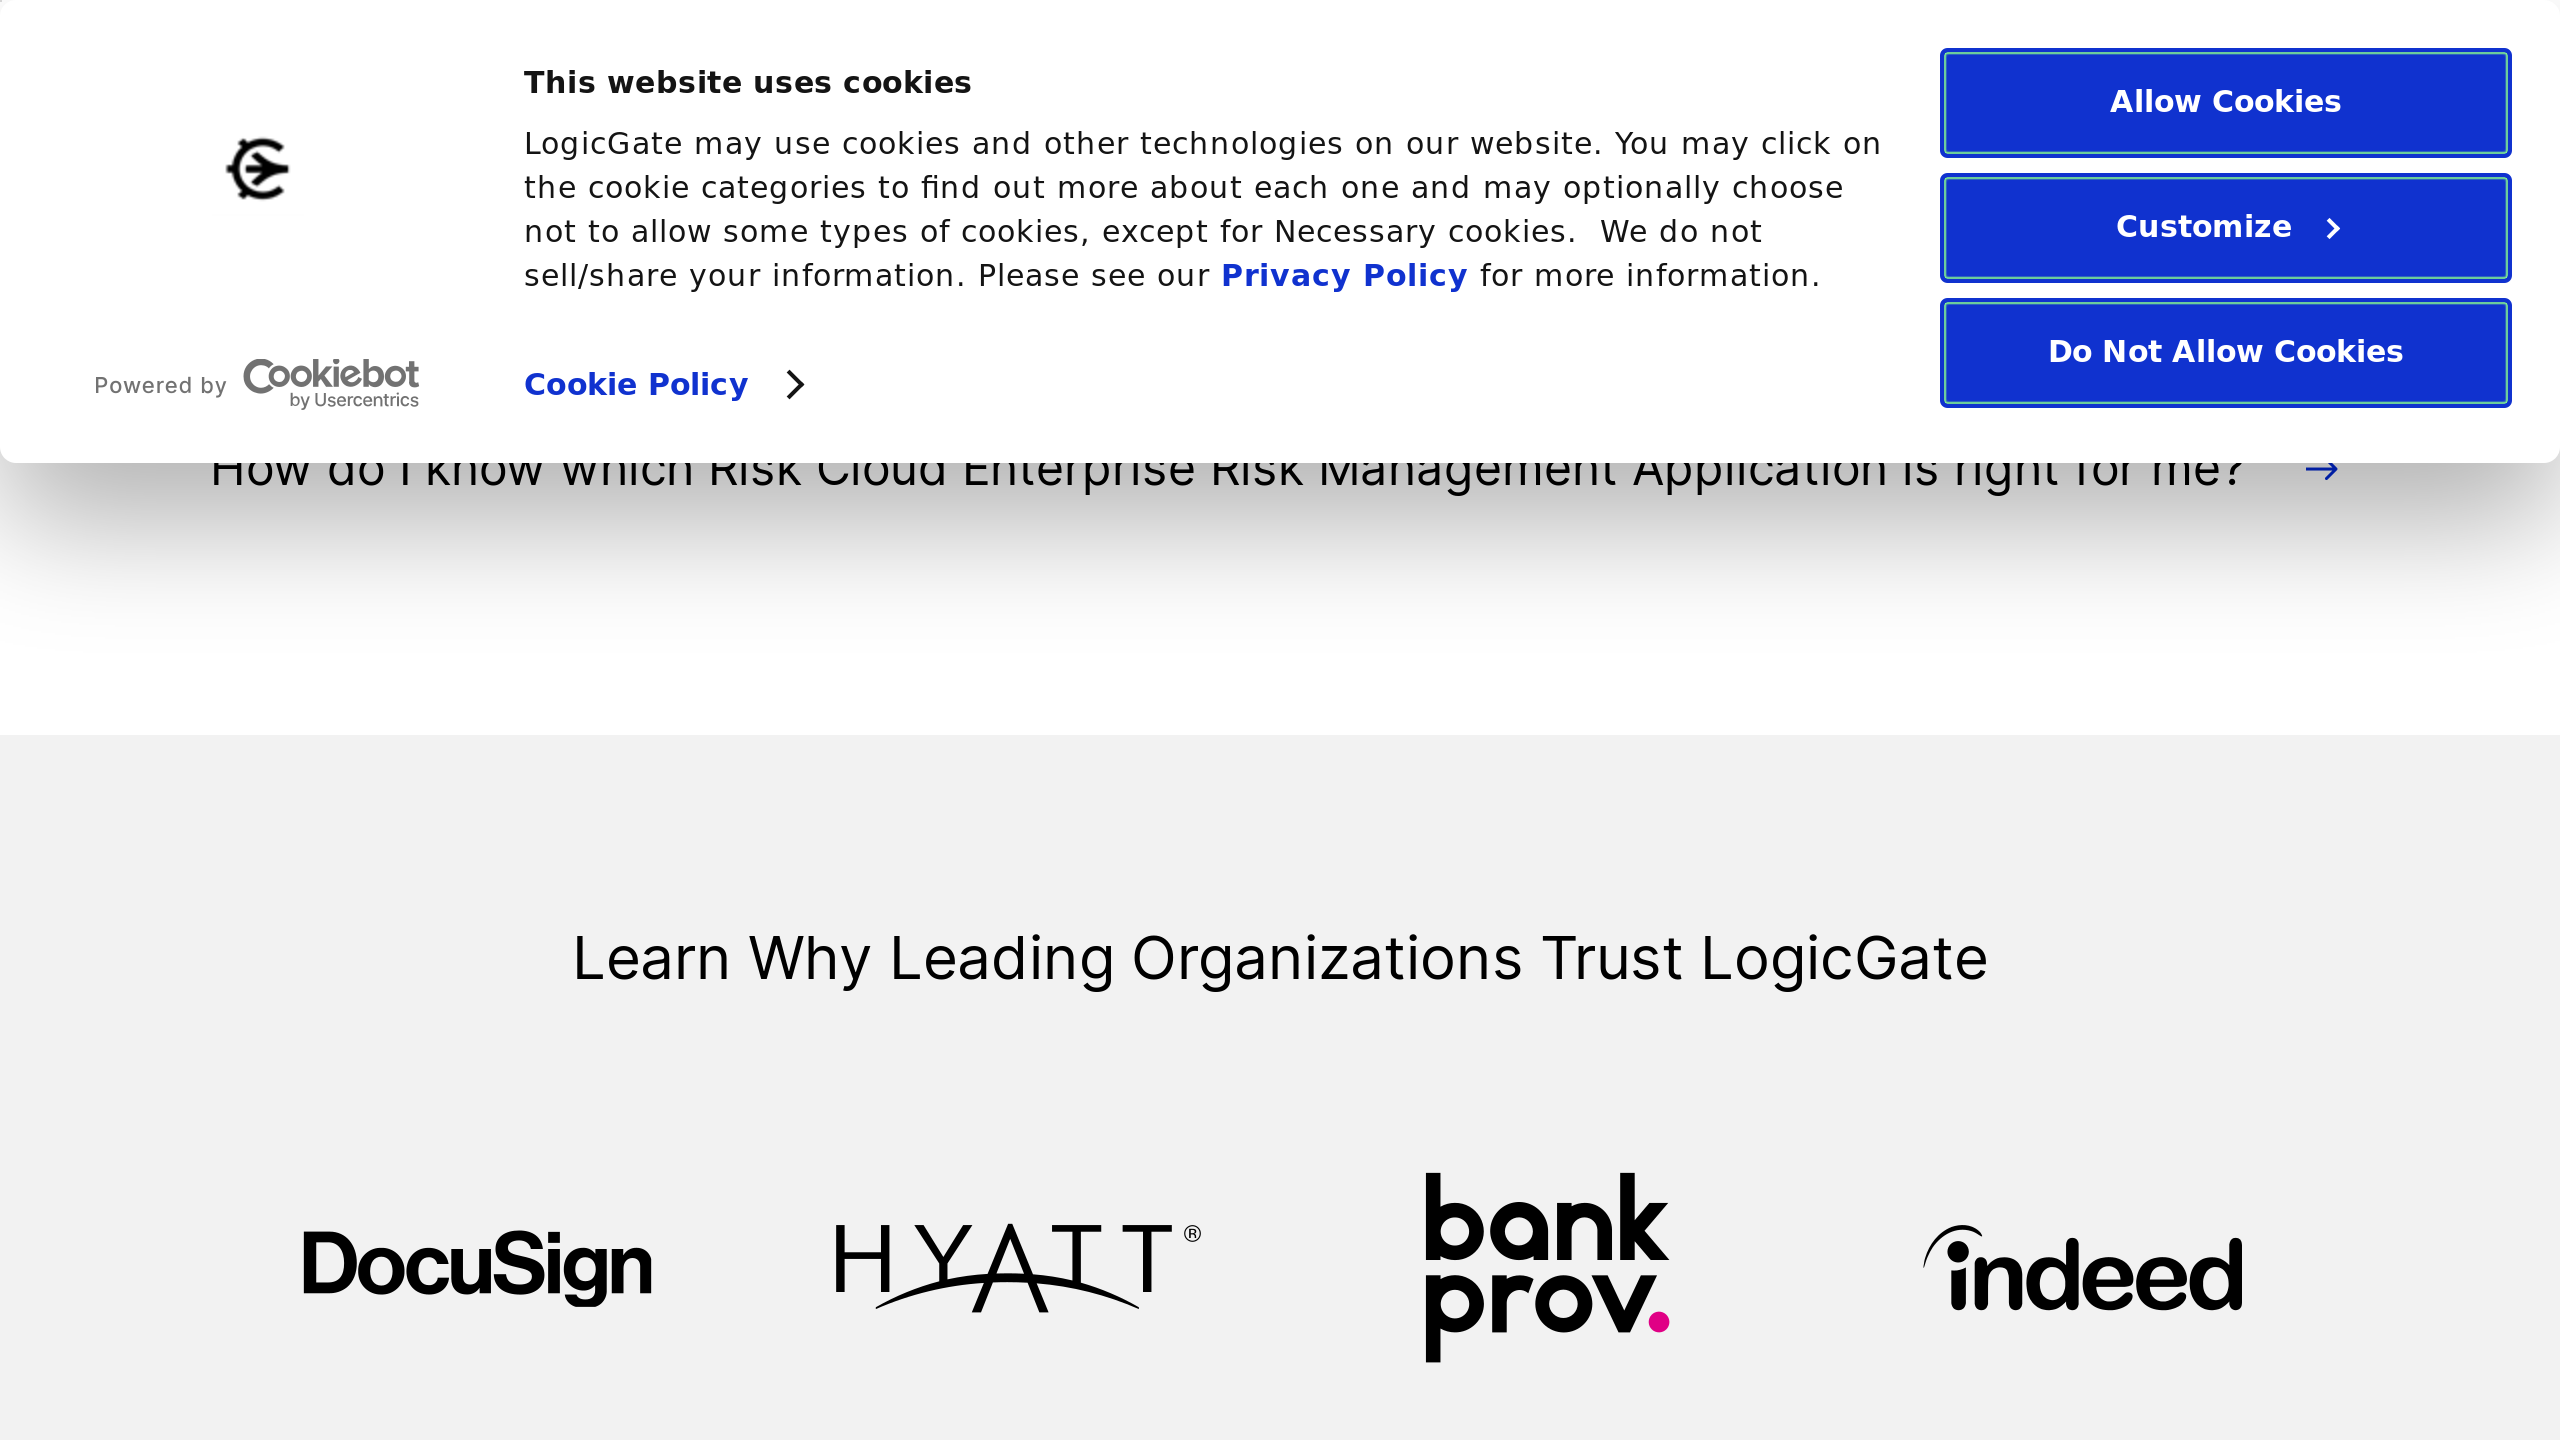 This website uses cookies
LogicGate may use cookies and other technologies on our website. You may click on
the cookie categories to find out more about each one and may optionally choose
not to allow some types of cookies, except for Necessary cookies.  We do not
sell/share your information. Please see our Privacy Policy for more information.
Allow Cookies
Customize
Do Not Allow Cookies
Powered by Cookiebot
by Usercentrics
Cookie Policy
How do I know which Risk Cloud Enterprise Risk Management Application is right for me?
Learn Why Leading Organizations Trust LogicGate
DocuSign
HYATT®
bank
prov.
indeed